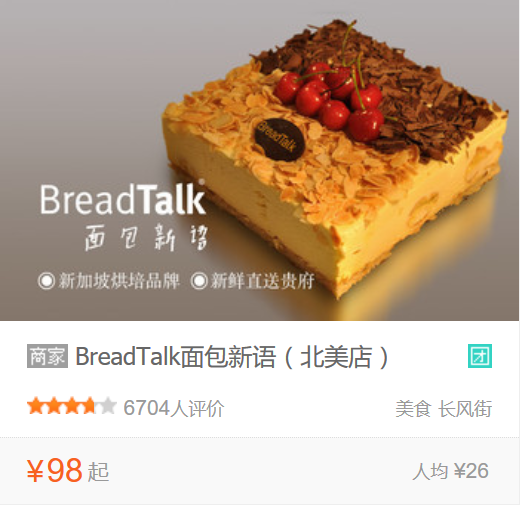 BreadTalk
BreadTalk®
面包新语
新加坡烘培品牌 新鲜直送贵府
商家 BreadTalk面包新语（北美店） 团
6704人评价 美食 长风街
¥98起 人均 ¥26